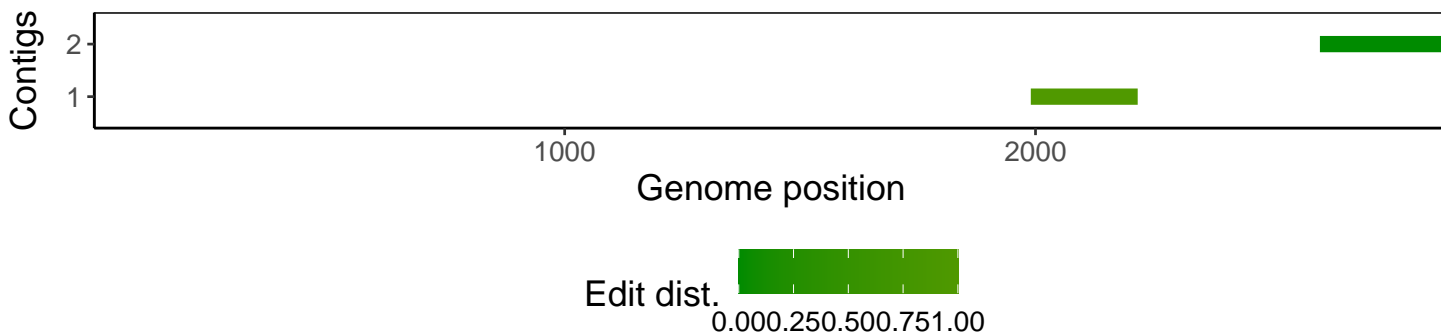 Contigs
2
1
1000 2000
Genome position
Edit dist.
0.000.250.500.751.00